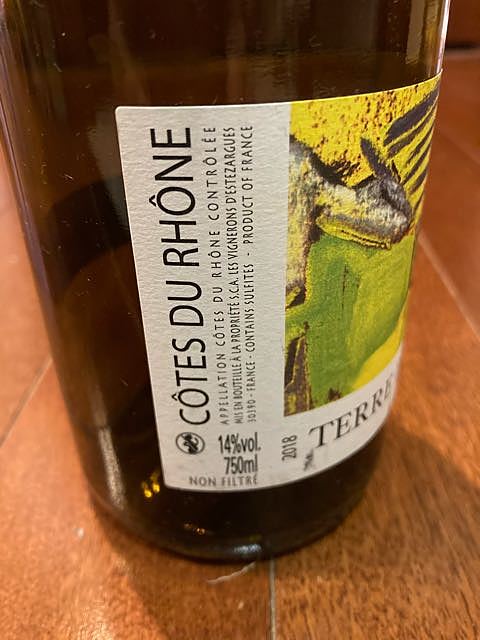 CÔTES DU RHÔNE
APPELLATION CÔTES DU RHÔNE CONTRÔLÉE
MIS EN BOUTEILLE À LA PROPRIÉTÉ S.C.A. LES VIGNERONS D'ESTEZARGUES
30390 - FRANCE - CONTAINS SULFITES - PRODUCT OF FRANCE
14%vol.
750ml
NON FILTRÉ
2018
TERRE